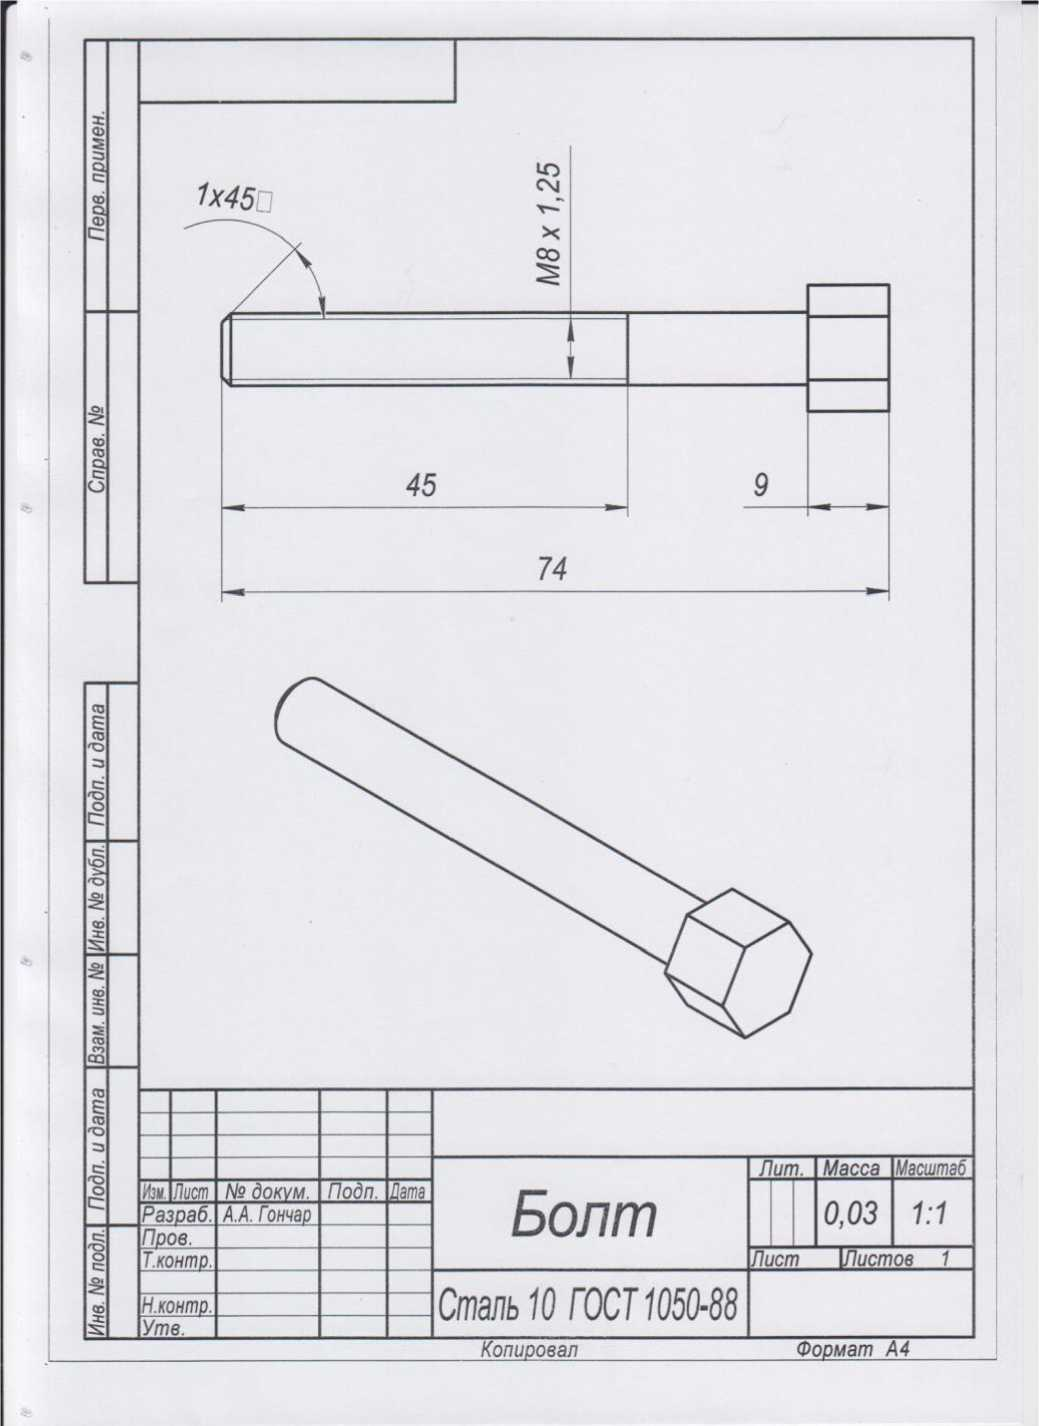 Перв. примен.
Справ. №
Подп. и дата
Инв. № дубл.
Взам. инв. №
Подп. и дата
Инв. № подл.
1x45□
M8 x 1,25
45
9
74
Изм. Лист № докум. Подп. Дата
Разраб. А.А. Гончар
Пров.
Т.контр.
Н.контр.
Утв.
Болт
Сталь 10 ГОСТ 1050-88
Лит. Масса Масштаб
0,03 1:1
Лист Листов 1
Копировал Формат А4